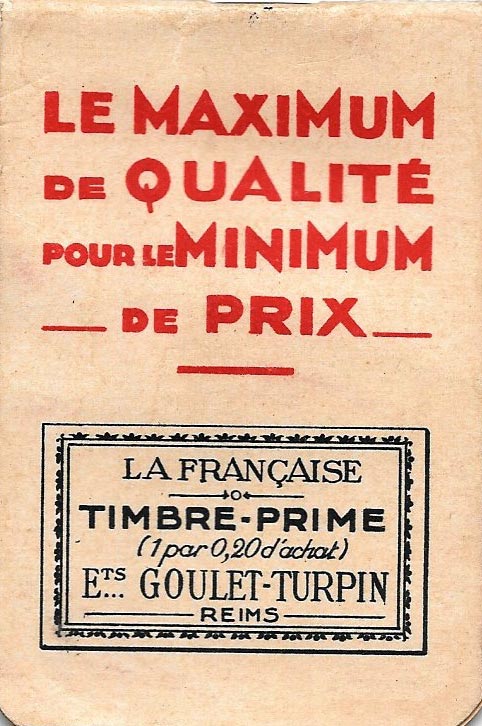 LE MAXIMUM
DE QUALITÉ
POUR LE MINIMUM
DE PRIX
LA FRANÇAISE
TIMBRE-PRIME
(1 par 0,20 d'achat)
ETS... GOULET-TURPIN
REIMS